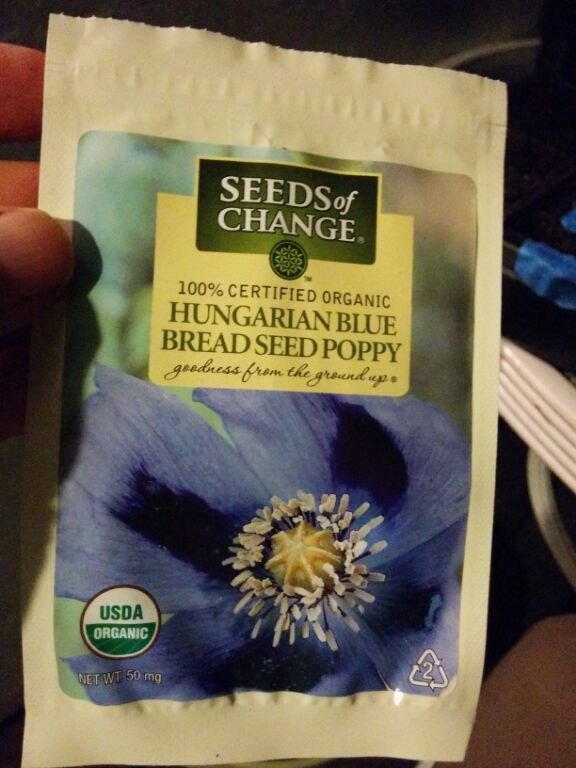 SEEDS of
CHANGE®
™
100% CERTIFIED ORGANIC
HUNGARIAN BLUE
BREAD SEED POPPY
goodness from the ground up®
USDA
ORGANIC
NET WT. 50 mg
2